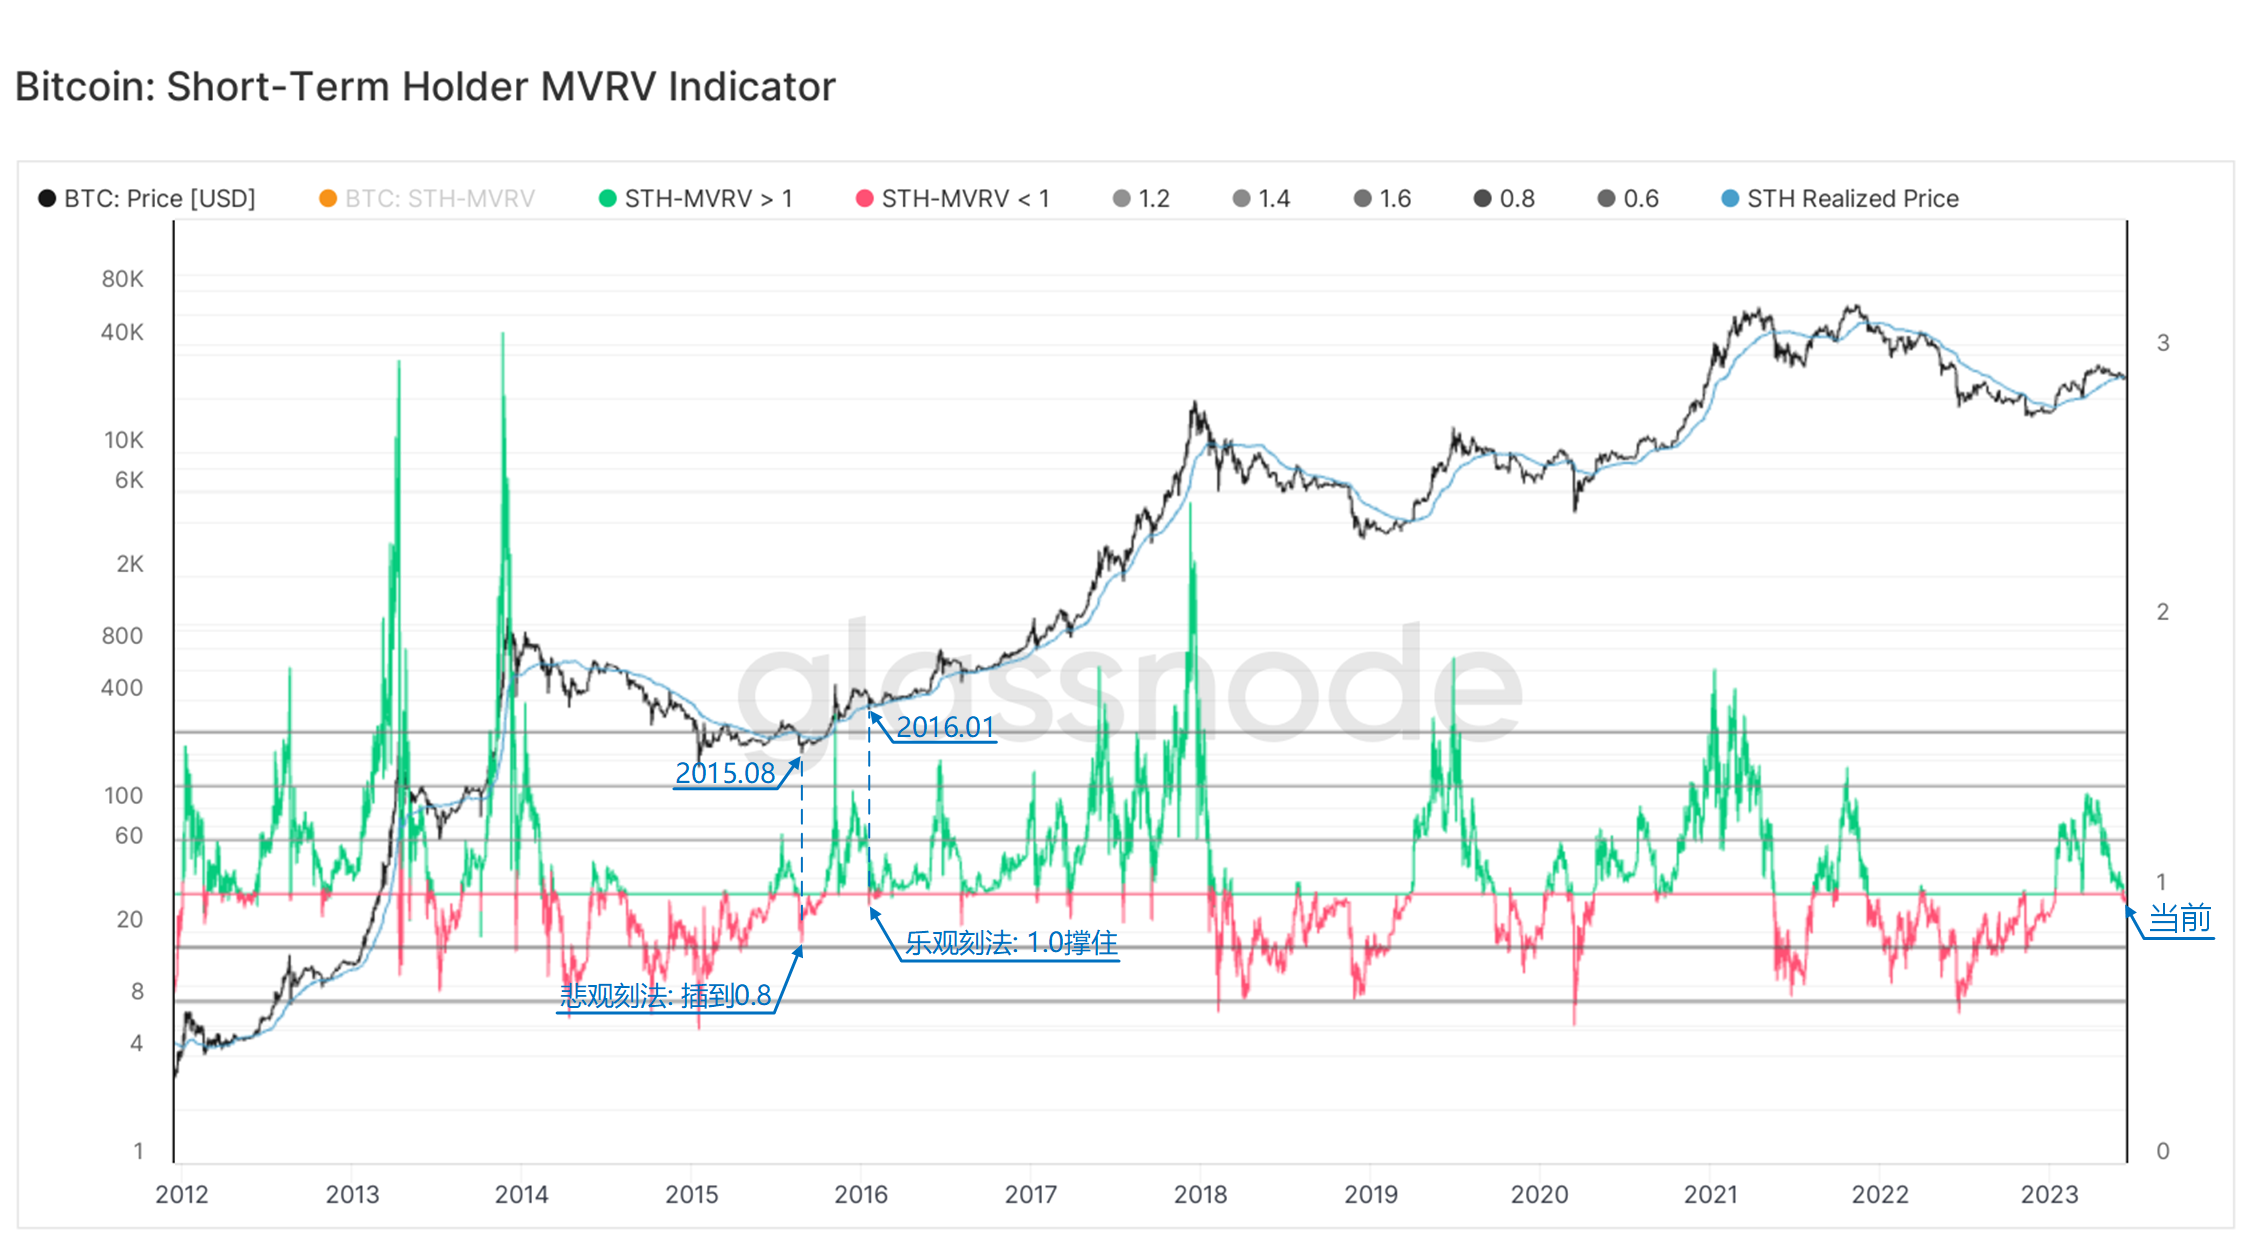 Bitcoin: Short-Term Holder MVRV Indicator
BTC: Price [USD] BTC: STH-MVRV STH-MVRV > 1 STH-MVRV < 1 1.2 1.4 1.6 0.8 0.6 STH Realized Price
80K
40K
10K
6K
2K
800
400
100
60
20
8
4
1
3
2
1
0
glassnode
2016.01
2015.08
乐观刻法: 1.0撑住
悲观刻法: 插到0.8
当前
2012 2013 2014 2015 2016 2017 2018 2019 2020 2021 2022 2023